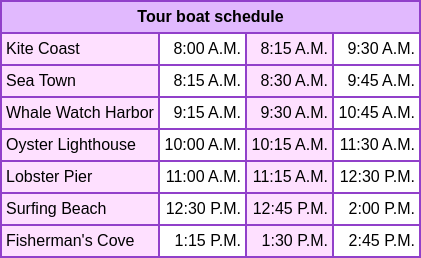 Tour boat schedule
Kite Coast 8:00 A.M. 8:15 A.M. 9:30 A.M.
Sea Town 8:15 A.M. 8:30 A.M. 9:45 A.M.
Whale Watch Harbor 9:15 A.M. 9:30 A.M. 10:45 A.M.
Oyster Lighthouse 10:00 A.M. 10:15 A.M. 11:30 A.M.
Lobster Pier 11:00 A.M. 11:15 A.M. 12:30 P.M.
Surfing Beach 12:30 P.M. 12:45 P.M. 2:00 P.M.
Fisherman's Cove 1:15 P.M. 1:30 P.M. 2:45 P.M.